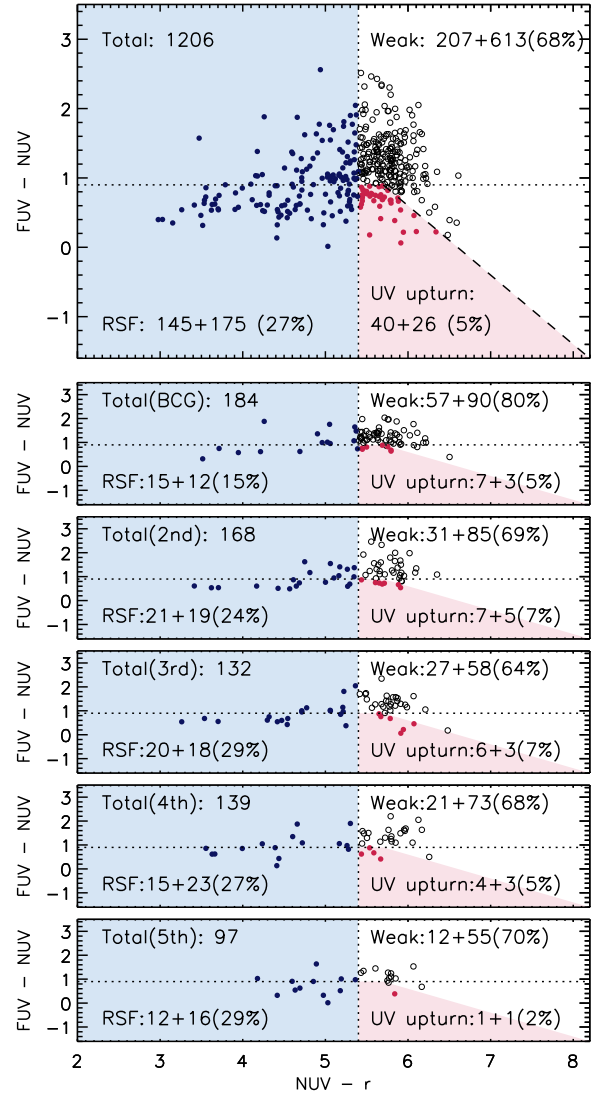 Total: 1206
Weak: 207+613(68%)
3
2
1
0
−1
FUV − NUV
UV upturn:
RSF: 145+175 (27%)
40+26 (5%)
Total(BCG): 184
Weak:57+90(80%)
3
2
1
0
−1
FUV − NUV
RSF:15+12(15%)
UV upturn:7+3(5%)
Total(2nd): 168
Weak:31+85(69%)
3
2
1
0
−1
FUV − NUV
RSF:21+19(24%)
UV upturn:7+5(7%)
Total(3rd): 132
Weak:27+58(64%)
3
2
1
0
−1
FUV − NUV
RSF:20+18(29%)
UV upturn:6+3(7%)
Total(4th): 139
Weak:21+73(68%)
3
2
1
0
−1
FUV − NUV
RSF:15+23(27%)
UV upturn:4+3(5%)
Total(5th): 97
Weak:12+55(70%)
3
2
1
0
−1
FUV − NUV
RSF:12+16(29%)
UV upturn:1+1(2%)
2 3 4 5 6 7 8
NUV − r